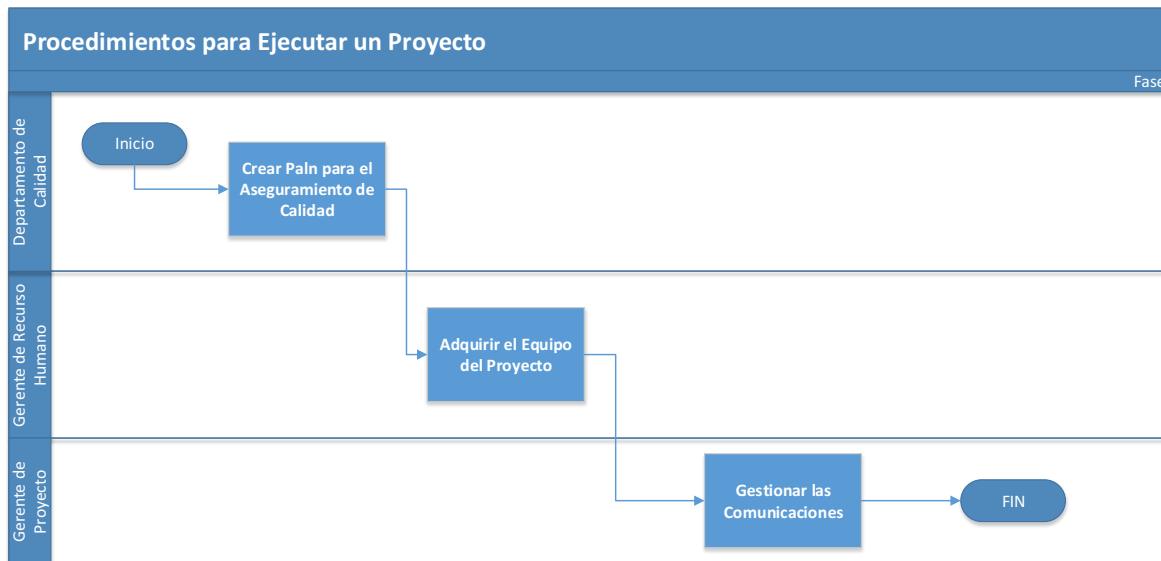 Procedimientos para Ejecutar un Proyecto
Fase
Departamento de
Calidad
Inicio
Crear Paln para el
Aseguramiento de
Calidad
Gerente de Recurso
Humano
Adquirir el Equipo
del Proyecto
Gerente de
Proyecto
Gestionar las
Comunicaciones
FIN